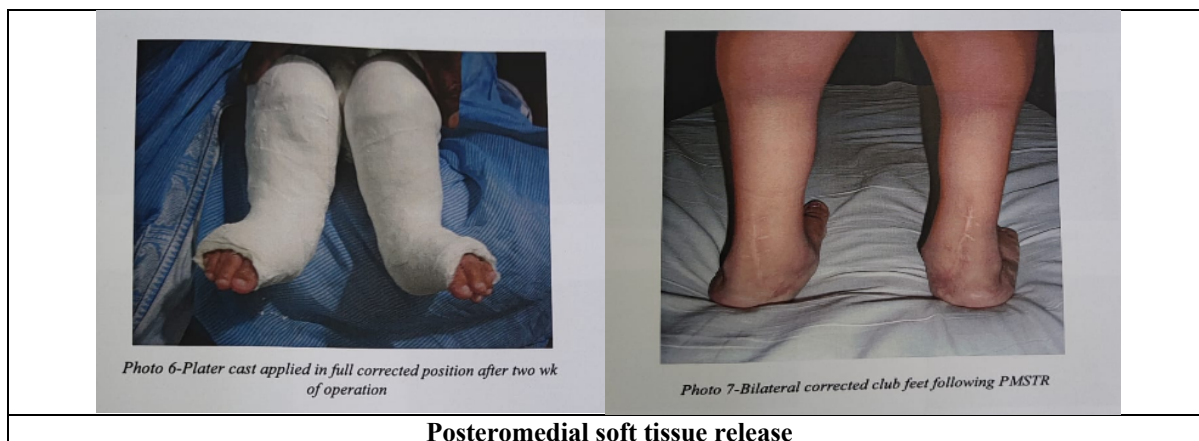 Photo 6-Plater cast applied in full corrected position after two wk
of operation
Photo 7-Bilateral corrected club feet following PMSTR
Posteromedial soft tissue release